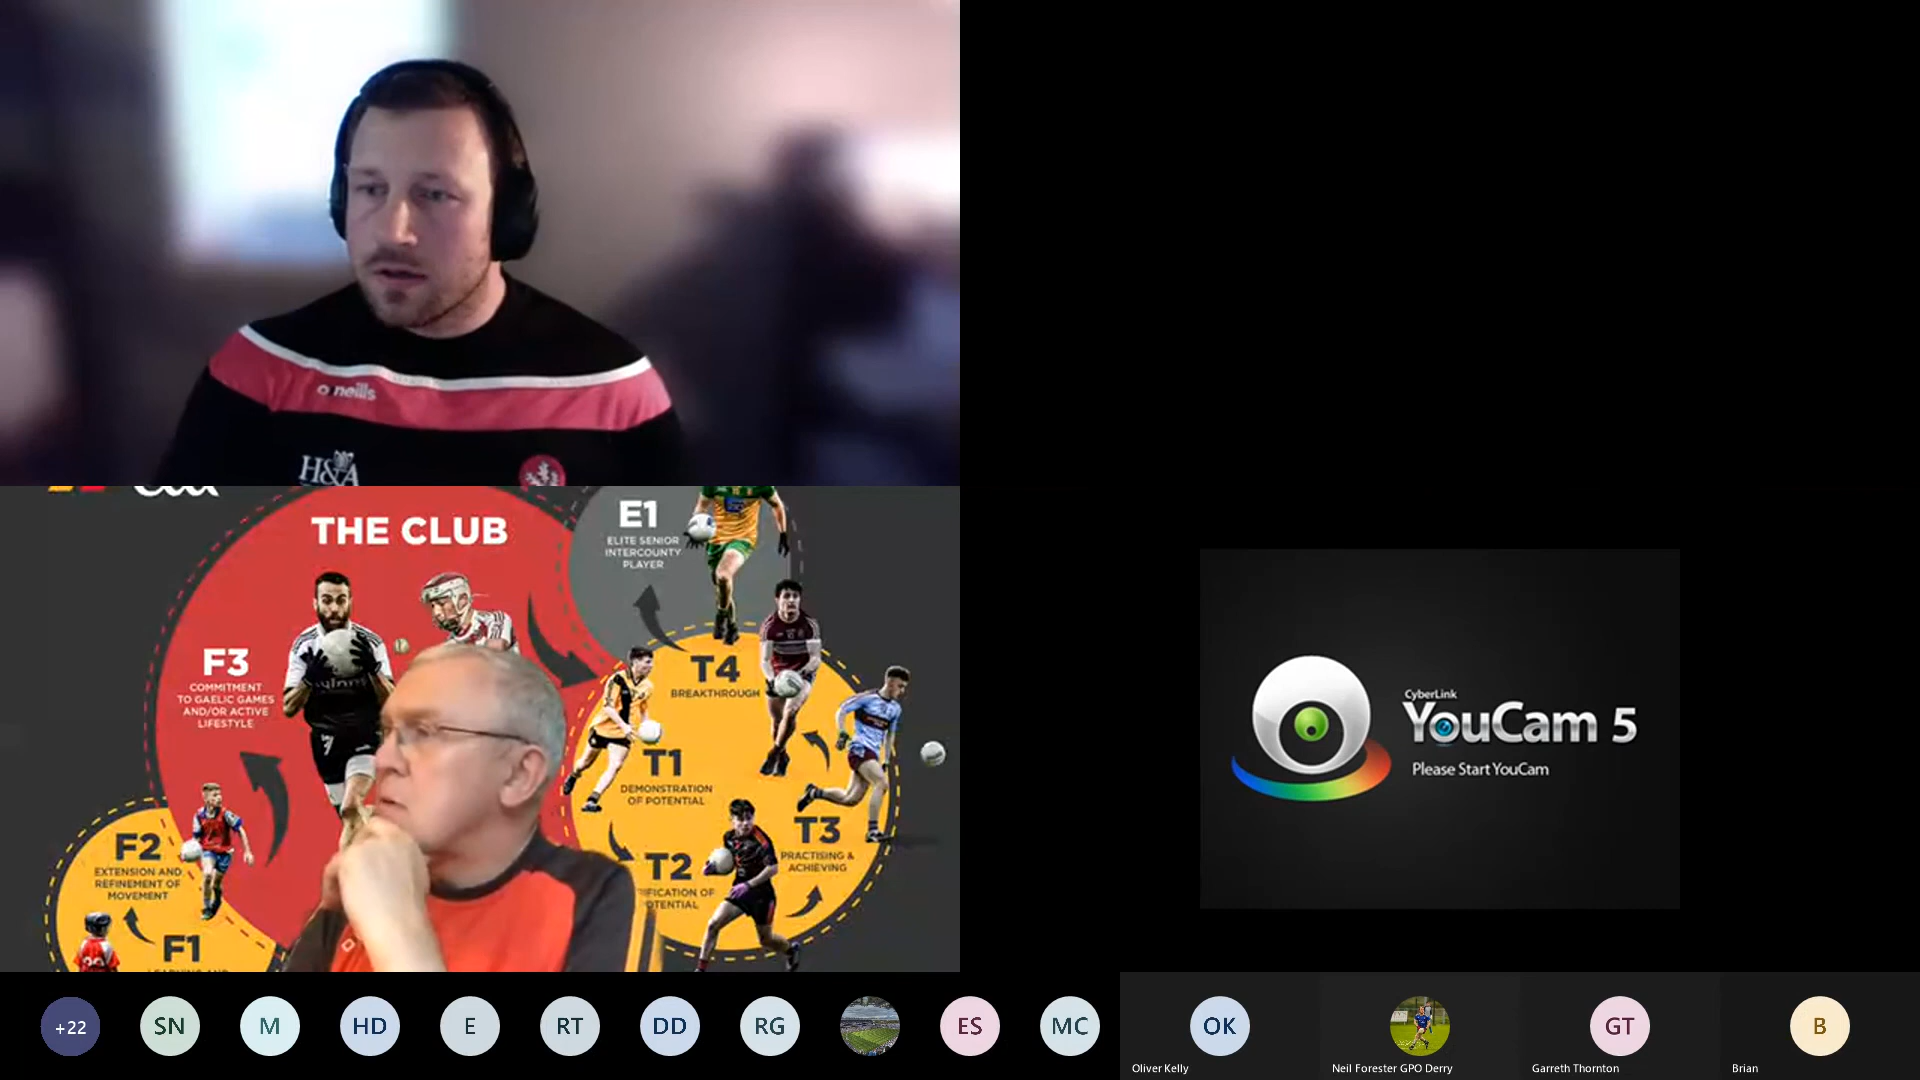 o'neills
H&A
THE CLUB
E1
ELITE SENIOR
INTERCOUNTY
PLAYER
F3
COMMITMENT
TO GAELIC GAMES
AND/OR ACTIVE
LIFESTYLE
T4
BREAKTHROUGH
T1
DEMONSTRATION
OF POTENTIAL
T3
PRACTISING &
ACHIEVING
T2
F2
EXTENSION AND
REFINEMENT OF
MOVEMENT
F1
LEARNING AND
CyberLink
YouCam 5
Please Start YouCam
+22
SN
M
HD
E
RT
DD
RG
ES
MC
OK
GT
B
Oliver Kelly
Neil Forester GPO Derry
Garreth Thornton
Brian